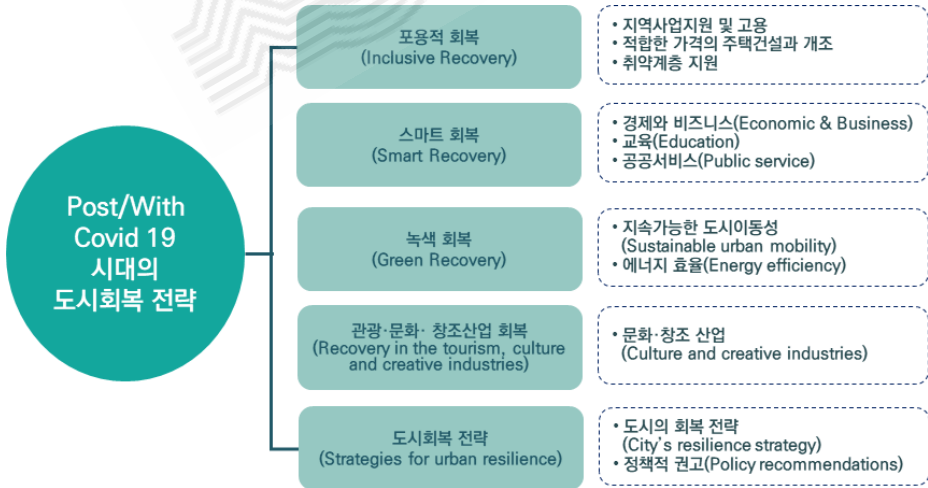 Post/With
Covid 19
시대의
도시회복 전략
포용적 회복
(Inclusive Recovery)
• 지역사업지원 및 고용
• 적합한 가격의 주택건설과 개조
• 취약계층 지원
스마트 회복
(Smart Recovery)
• 경제와 비즈니스(Economic & Business)
• 교육(Education)
• 공공서비스(Public service)
녹색 회복
(Green Recovery)
• 지속가능한 도시이동성
(Sustainable urban mobility)
• 에너지 효율(Energy efficiency)
관광·문화· 창조산업 회복
(Recovery in the tourism, culture
and creative industries)
• 문화·창조 산업
(Culture and creative industries)
도시회복 전략
(Strategies for urban resilience)
• 도시의 회복 전략
(City's resilience strategy)
• 정책적 권고(Policy recommendations)